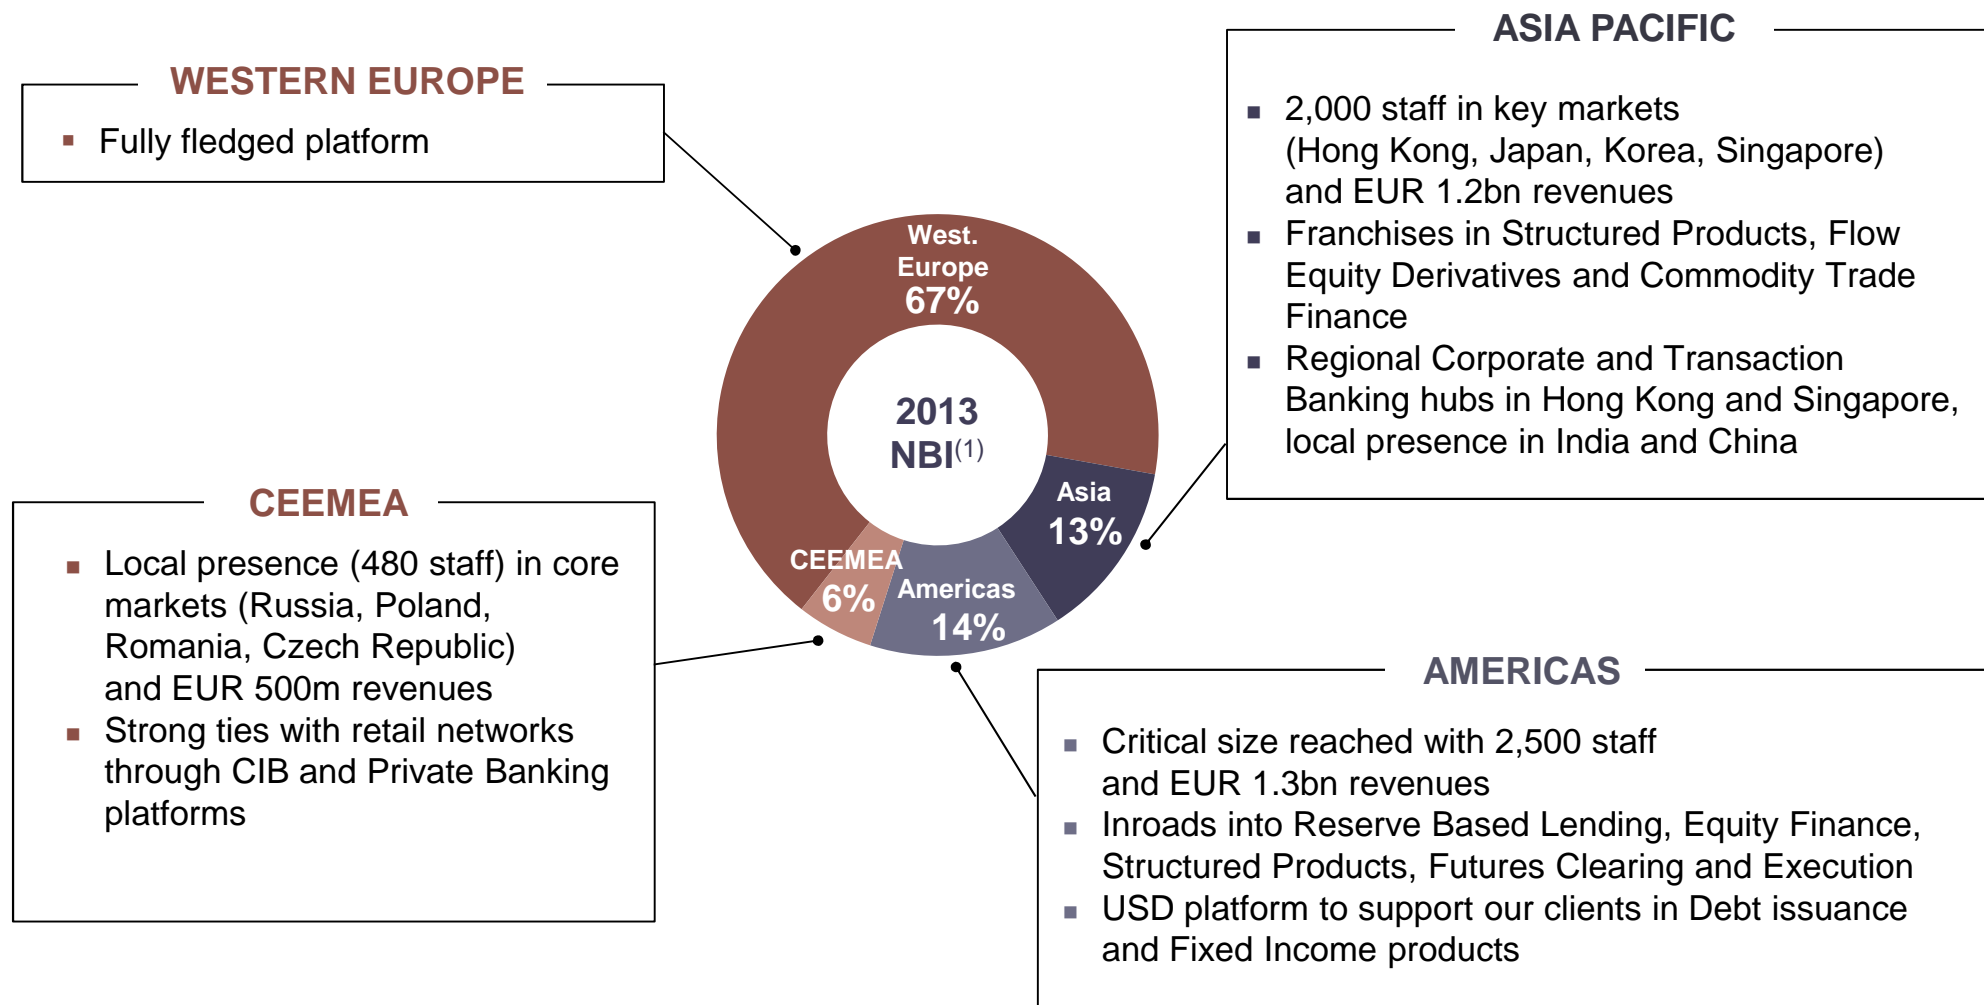 WESTERN EUROPE
▪ Fully fledged platform
ASIA PACIFIC
▪ 2,000 staff in key markets
(Hong Kong, Japan, Korea, Singapore)
and EUR 1.2bn revenues
▪ Franchises in Structured Products, Flow
Equity Derivatives and Commodity Trade
Finance
▪ Regional Corporate and Transaction
Banking hubs in Hong Kong and Singapore,
local presence in India and China
West.
Europe
67%
2013
NBI(1)
Asia
13%
CEEMEA
6%
Americas
14%
CEEMEA
▪ Local presence (480 staff) in core
markets (Russia, Poland,
Romania, Czech Republic)
and EUR 500m revenues
▪ Strong ties with retail networks
through CIB and Private Banking
platforms
AMERICAS
▪ Critical size reached with 2,500 staff
and EUR 1.3bn revenues
▪ Inroads into Reserve Based Lending, Equity Finance,
Structured Products, Futures Clearing and Execution
▪ USD platform to support our clients in Debt issuance
and Fixed Income products